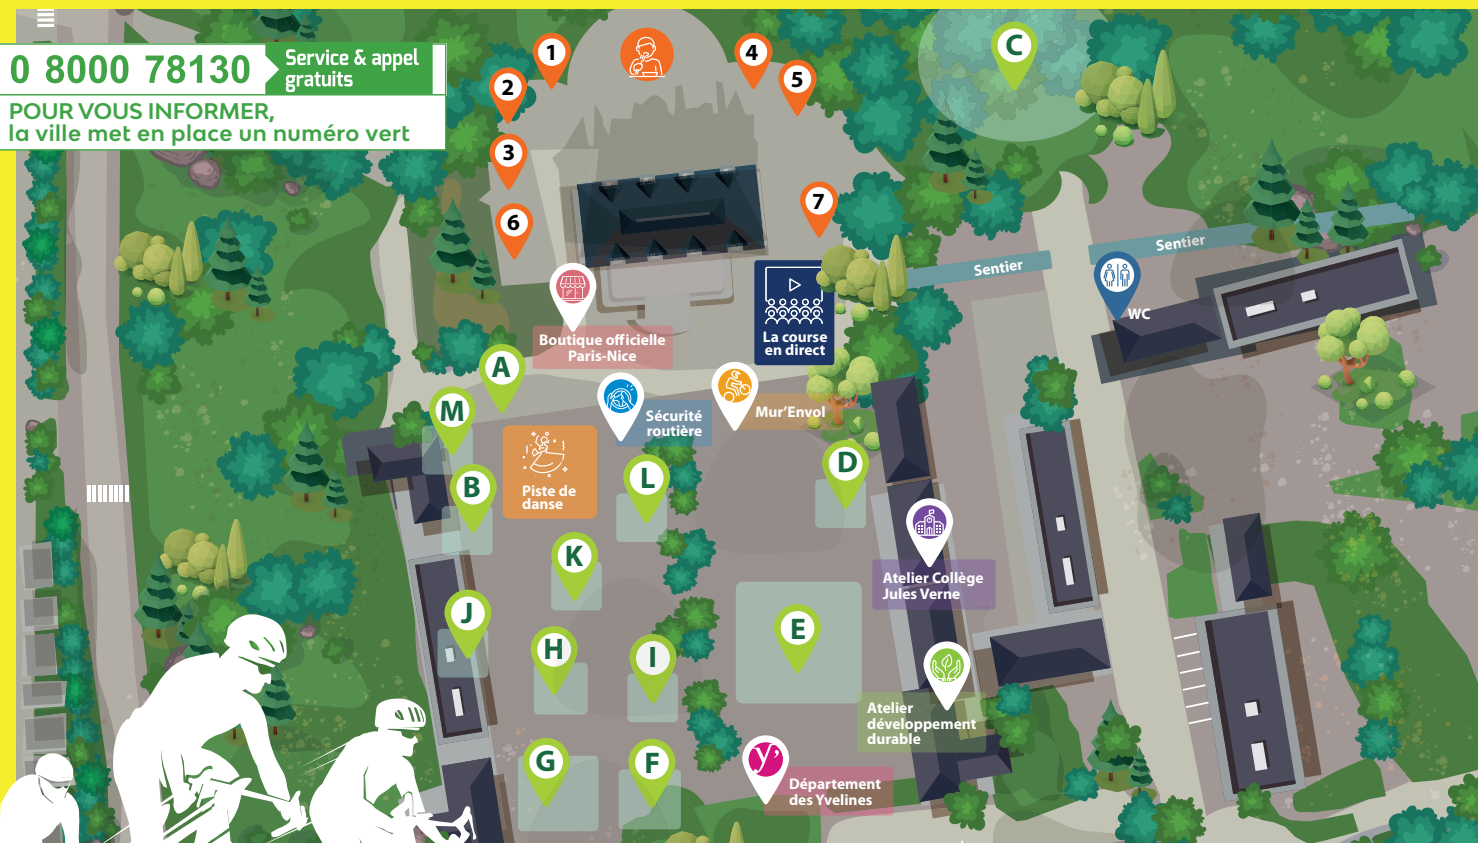 0 8000 78130
Service & appel
gratuits
POUR VOUS INFORMER,
la ville met en place un numéro vert
1
2
3
4
5
6
7
C
Sentier
Sentier
WC
Boutique officielle
Paris-Nice
La course
en direct
A
M
B
Sécurité
routière
Mur'Envol
Piste de
danse
L
D
K
J
H
I
E
Atelier Collège
Jules Verne
Atelier
développement
durable
G
F
Y'
Département
des Yvelines